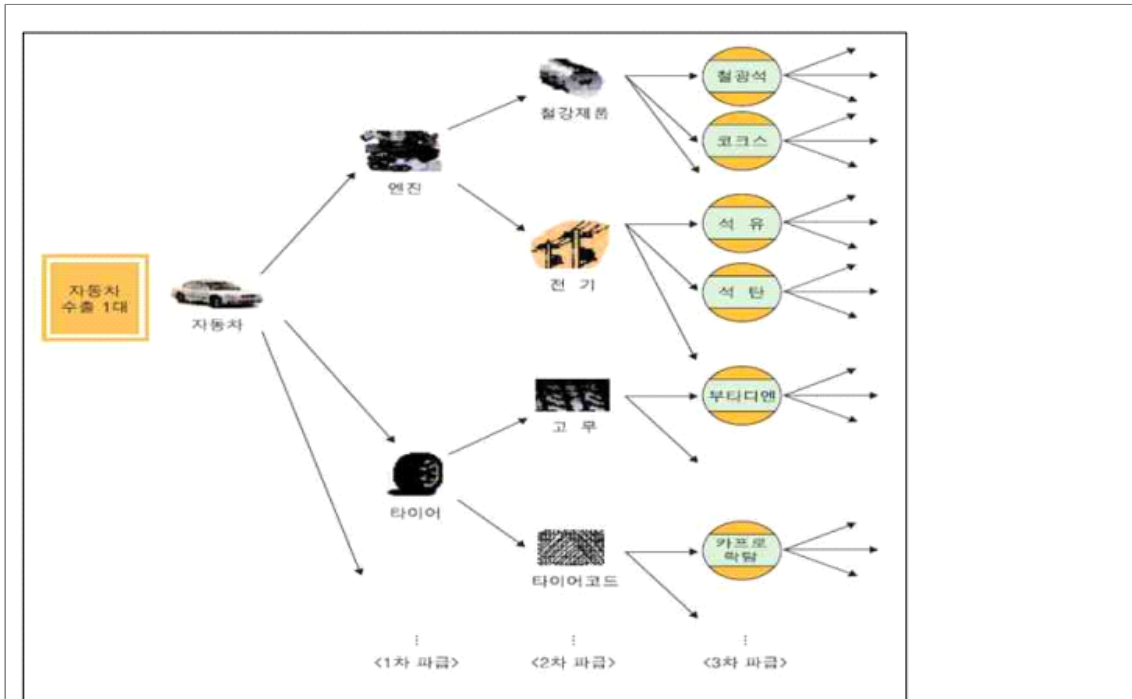 철강제품
철광석
코크스
엔진
전 기
석 유
석 탄
자동차
수출 1대
자동차
고 무
부타디엔
타이어
타이어코드
카프로
락탐
⋮
⋮
⋮
<1차 파급>
<2차 파급>
<3차 파급>